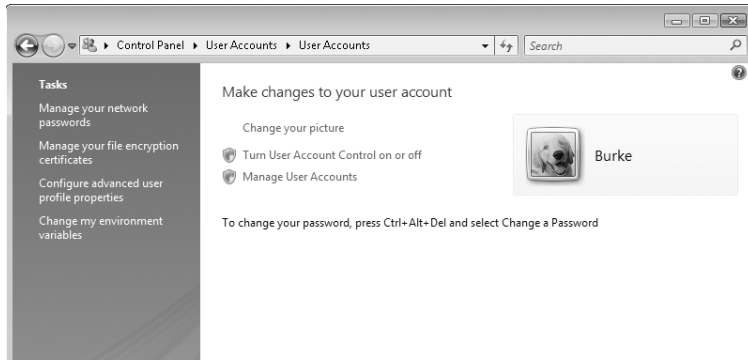 Control Panel ▸ User Accounts ▸ User Accounts
Search
Tasks
Manage your network
passwords
Manage your file encryption
certificates
Configure advanced user
profile properties
Change my environment
variables
Make changes to your user account
Change your picture
Turn User Account Control on or off
Manage User Accounts
Burke
To change your password, press Ctrl+Alt+Del and select Change a Password